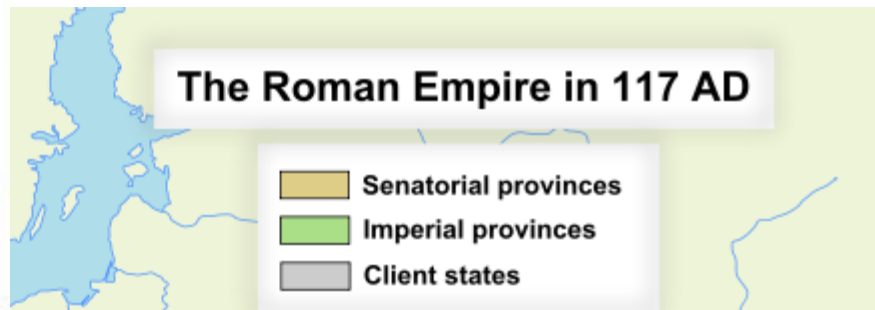 The Roman Empire in 117 AD
Senatorial provinces
Imperial provinces
Client states